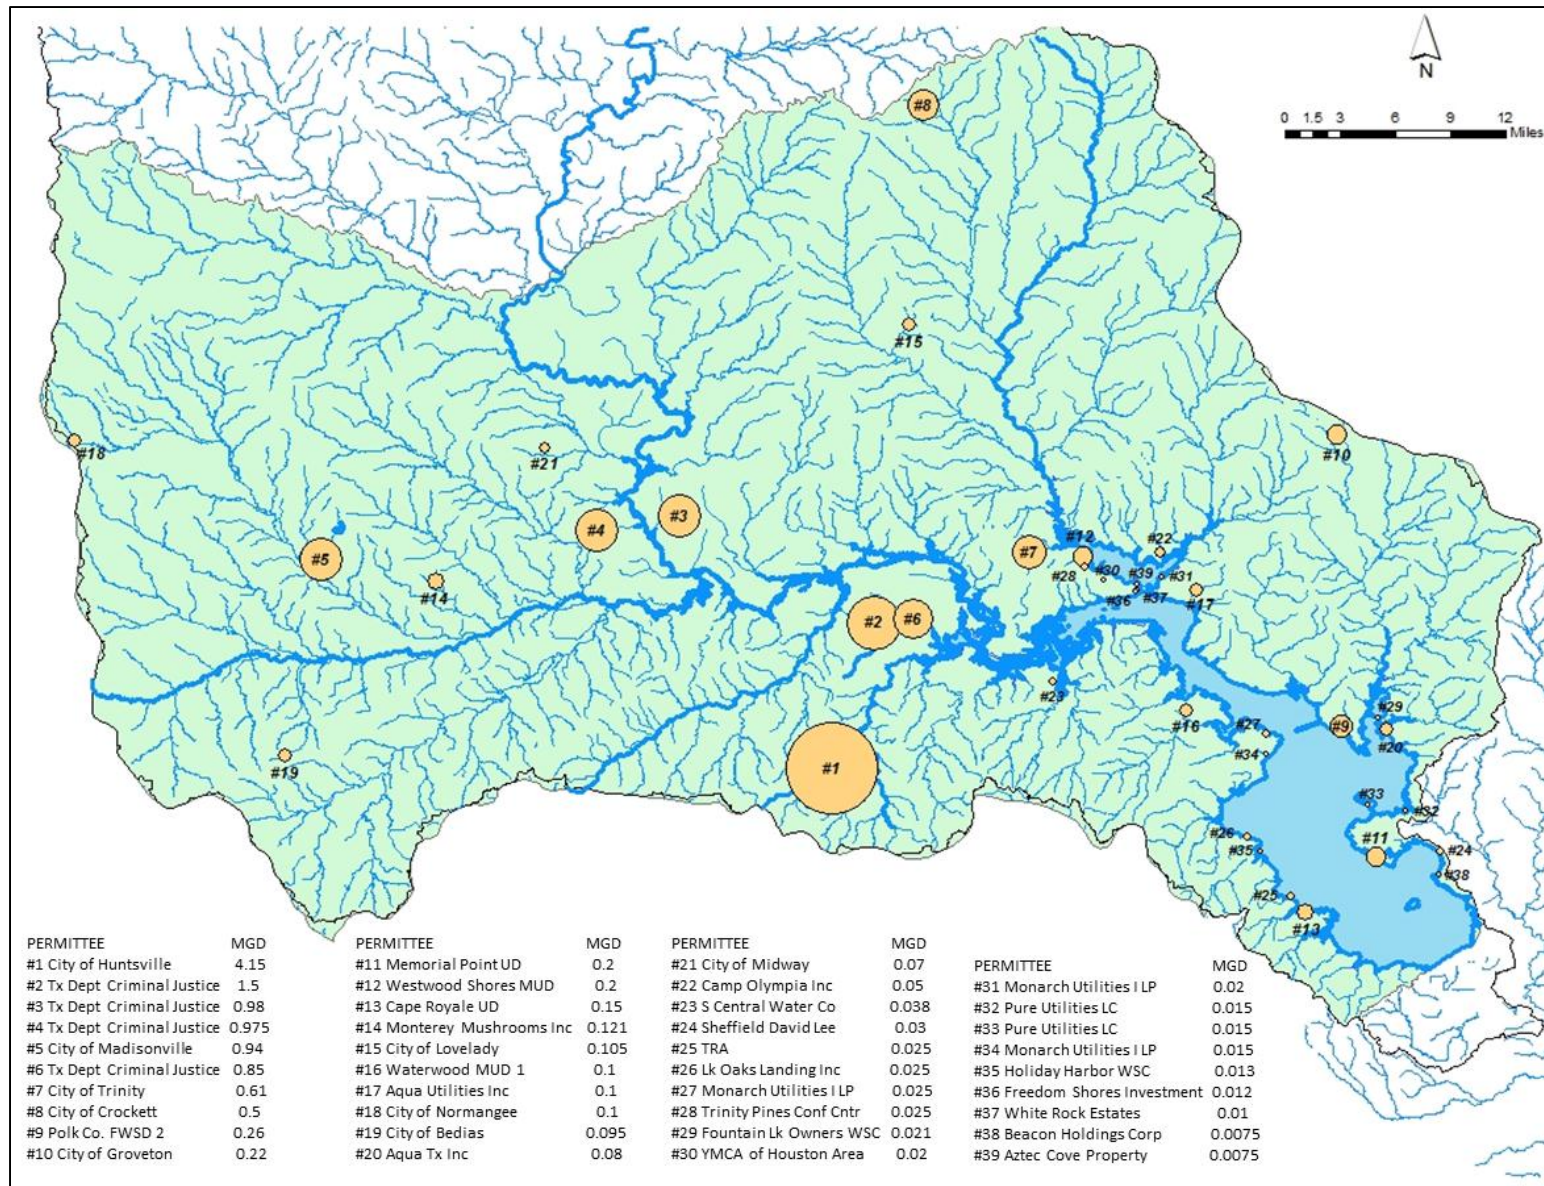 N
0 1.5 3 6 9 12
Miles
#8
#15
#18
#21
#10
#3
#4
#5
#7
#12
#22
#14
#28
#30
#39
#31
#36
#37
#17
#2
#6
#23
#16
#27
#9
#29
#20
#34
#19
#1
#33
#32
#26
#35
#11
#24
#38
#25
#13
PERMITTEE MGD
#1 City of Huntsville 4.15
#2 Tx Dept Criminal Justice 1.5
#3 Tx Dept Criminal Justice 0.98
#4 Tx Dept Criminal Justice 0.975
#5 City of Madisonville 0.94
#6 Tx Dept Criminal Justice 0.85
#7 City of Trinity 0.61
#8 City of Crockett 0.5
#9 Polk Co. FWSD 2 0.26
#10 City of Groveton 0.22
PERMITTEE MGD
#11 Memorial Point UD 0.2
#12 Westwood Shores MUD 0.2
#13 Cape Royale UD 0.15
#14 Monterey Mushrooms Inc 0.121
#15 City of Lovelady 0.105
#16 Waterwood MUD 1 0.1
#17 Aqua Utilities Inc 0.1
#18 City of Normangee 0.1
#19 City of Bedias 0.095
#20 Aqua Tx Inc 0.08
PERMITTEE MGD
#21 City of Midway 0.07
#22 Camp Olympia Inc 0.05
#23 S Central Water Co 0.038
#24 Sheffield David Lee 0.03
#25 TRA 0.025
#26 Lk Oaks Landing Inc 0.025
#27 Monarch Utilities I LP 0.025
#28 Trinity Pines Conf Cntr 0.025
#29 Fountain Lk Owners WSC 0.021
#30 YMCA of Houston Area 0.02
PERMITTEE MGD
#31 Monarch Utilities I LP 0.02
#32 Pure Utilities LC 0.015
#33 Pure Utilities LC 0.015
#34 Monarch Utilities I LP 0.015
#35 Holiday Harbor WSC 0.013
#36 Freedom Shores Investment 0.012
#37 White Rock Estates 0.01
#38 Beacon Holdings Corp 0.0075
#39 Aztec Cove Property 0.0075